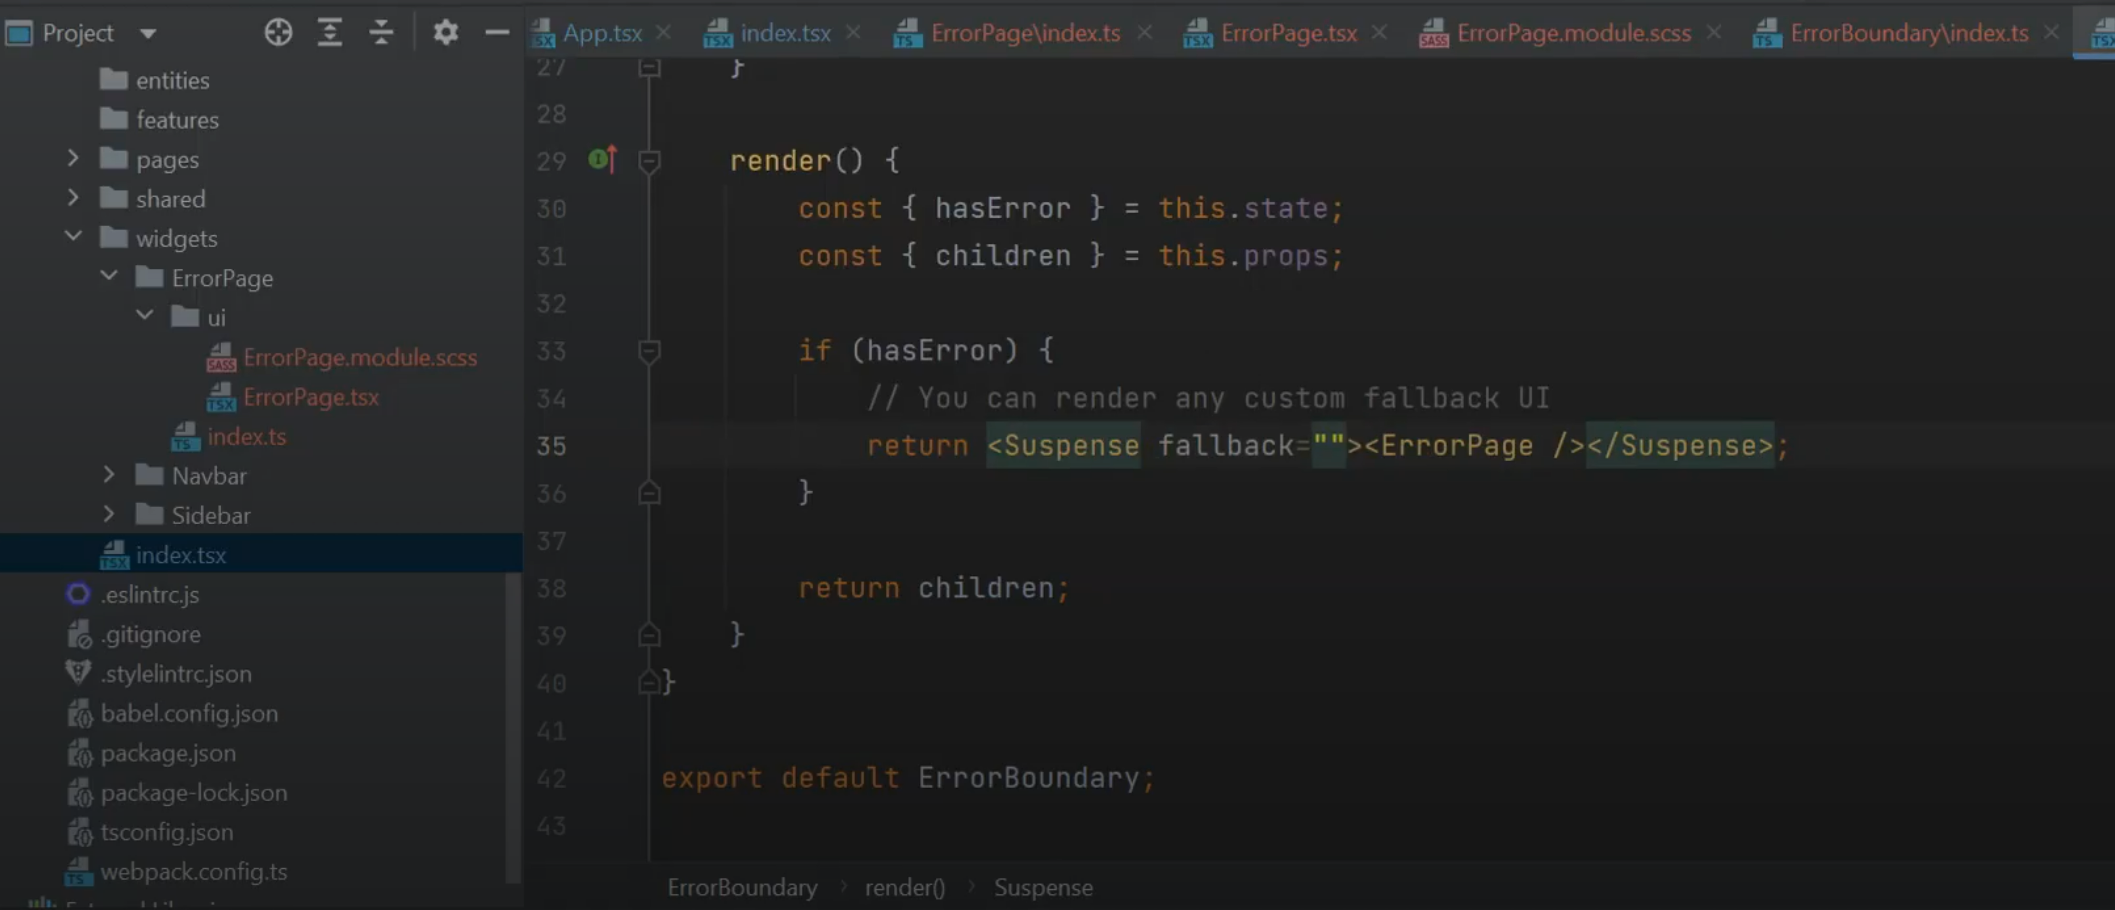 Project
App.tsx
index.tsx
ErrorPage\index.ts
ErrorPage.tsx
ErrorPage.module.scss
ErrorBoundary\index.ts
entities
features
pages
shared
widgets
ErrorPage
ui
ErrorPage.module.scss
ErrorPage.tsx
index.ts
Navbar
Sidebar
index.tsx
.eslintrc.js
.gitignore
.stylelintrc.json
babel.config.json
package.json
package-lock.json
tsconfig.json
webpack.config.ts
27 }
28
29 render() {
30 const { hasError } = this.state;
31 const { children } = this.props;
32
33 if (hasError) {
34 // You can render any custom fallback UI
35 return <Suspense fallback=""><ErrorPage /></Suspense>;
36 }
37
38 return children;
39 }
40 }
41
42 export default ErrorBoundary;
43
ErrorBoundary › render() › Suspense